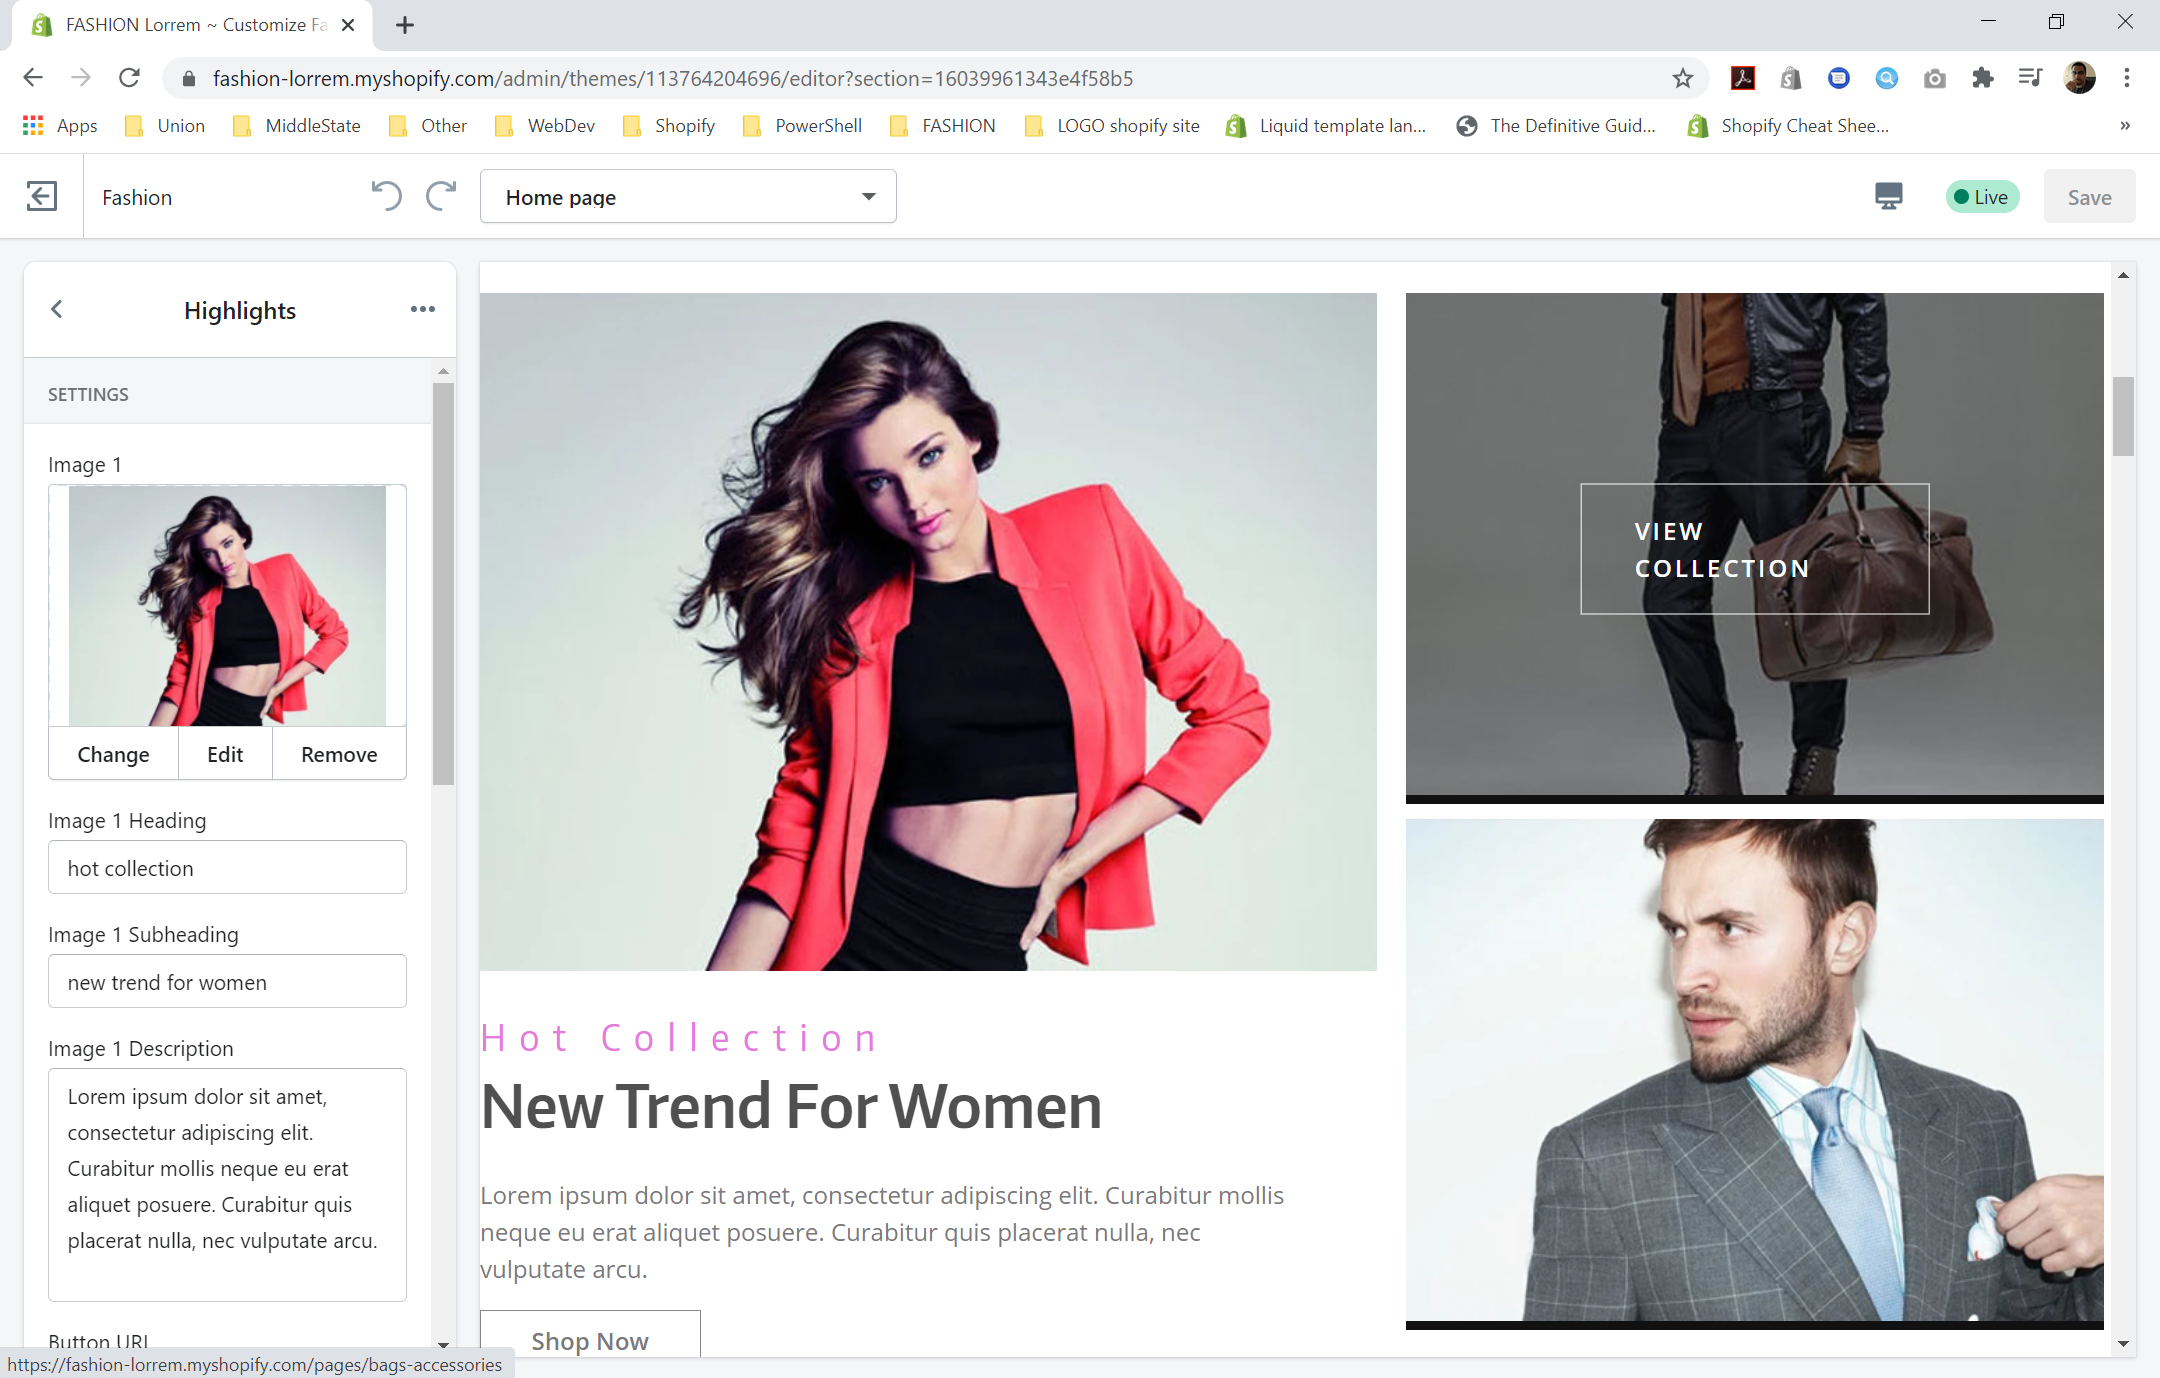 FASHION Lorrem ~ Customize Fa
fashion-lorrem.myshopify.com/admin/themes/113764204696/editor?section=16039961343e4f58b5
Apps Union MiddleState Other WebDev Shopify PowerShell FASHION LOGO shopify site Liquid template lan... The Definitive Guid... Shopify Cheat Shee... »
Fashion
Home page
Live
Save
Highlights
SETTINGS
Image 1
Change Edit Remove
Image 1 Heading
hot collection
Image 1 Subheading
new trend for women
Image 1 Description
Lorem ipsum dolor sit amet,
consectetur adipiscing elit.
Curabitur mollis neque eu erat
aliquet posuere. Curabitur quis
placerat nulla, nec vulputate arcu.
Button URL
VIEW
COLLECTION
Hot Collection
New Trend For Women
Lorem ipsum dolor sit amet, consectetur adipiscing elit. Curabitur mollis
neque eu erat aliquet posuere. Curabitur quis placerat nulla, nec
vulputate arcu.
Shop Now
https://fashion-lorrem.myshopify.com/pages/bags-accessories